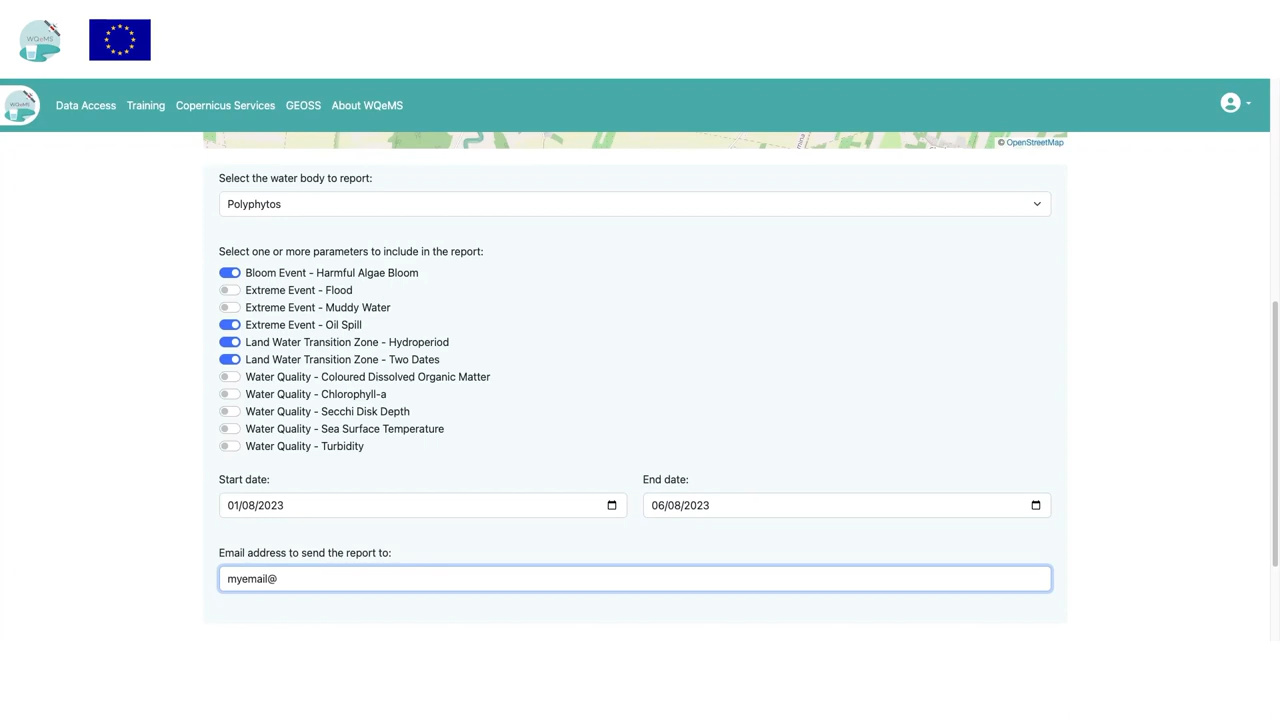 WQeMS
Data Access Training Copernicus Services GEOSS About WQeMS
© OpenStreetMap
Select the water body to report:
Polyphytos
Select one or more parameters to include in the report:
Bloom Event - Harmful Algae Bloom
Extreme Event - Flood
Extreme Event - Muddy Water
Extreme Event - Oil Spill
Land Water Transition Zone - Hydroperiod
Land Water Transition Zone - Two Dates
Water Quality - Coloured Dissolved Organic Matter
Water Quality - Chlorophyll-a
Water Quality - Secchi Disk Depth
Water Quality - Sea Surface Temperature
Water Quality - Turbidity
Start date: End date:
01/08/2023 06/08/2023
Email address to send the report to:
myemail@